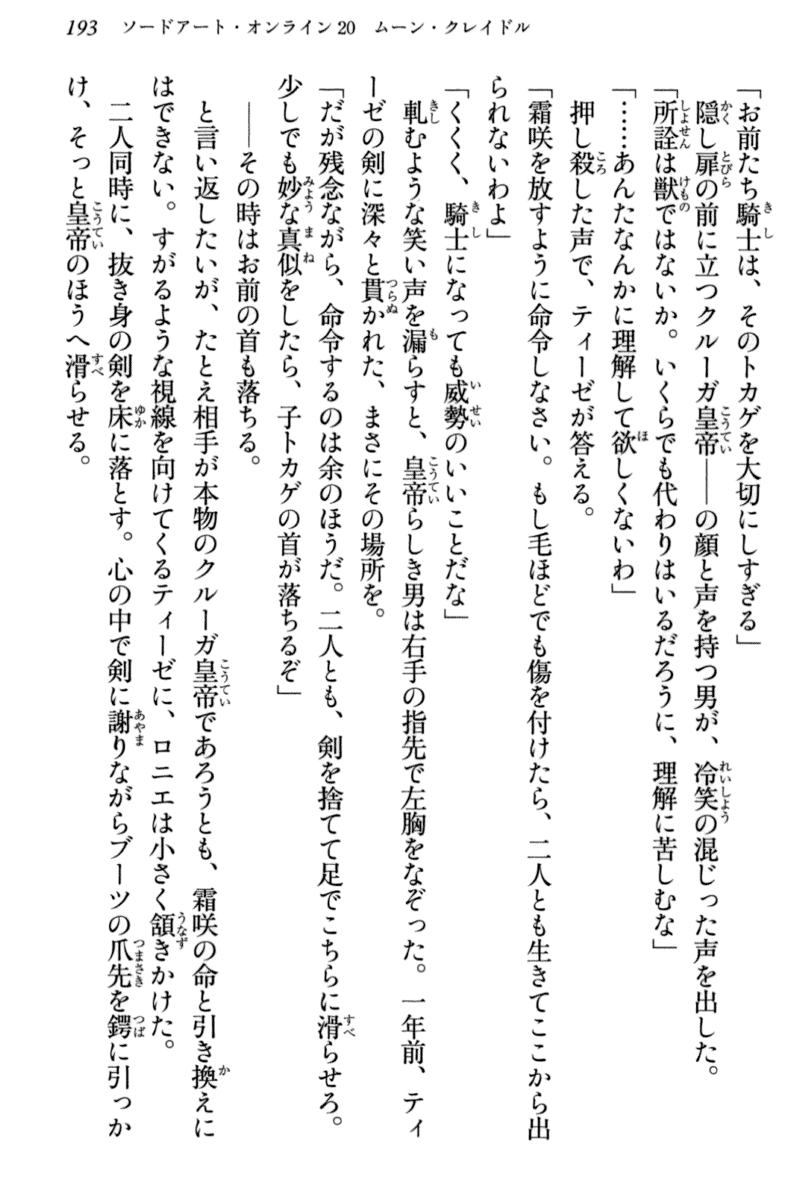 193 ソードアート・オンライン20 ムーン・クレイドル
「お前たち騎士は、そのトカゲを大切にしすぎる」
隠し扉の前に立つクルーガ皇帝――の顔と声を持つ男が、冷笑の混じった声を出した。
「所詮は獣ではないか。いくらでも代わりはいるだろうに、理解に苦しむな」
「……あんたなんかに理解して欲しくないわ」
押し殺した声で、ティーゼが答える。
「霜咲を放すように命令しなさい。もし毛ほどでも傷を付けたら、二人とも生きてここから出
られないわよ」
「くくく、騎士になっても威勢のいいことだな」
軋むような笑い声を漏らすと、皇帝らしき男は右手の指先で左胸をなぞった。一年前、ティ
ーゼの剣に深々と貫かれた、まさにその場所を。
「だが残念ながら、命令するのは余のほうだ。二人とも、剣を捨てて足でこちらに滑らせろ。
少しでも妙な真似をしたら、子トカゲの首が落ちるぞ」
――その時はお前の首も落ちる。
と言い返したいが、たとえ相手が本物のクルーガ皇帝であろうとも、霜咲の命と引き換えに
はできない。すがるような視線を向けてくるティーゼに、ロニエは小さく頷きかけた。
二人同時に、抜き身の剣を床に落とす。心の中で剣に謝りながらブーツの爪先を鍔に引っか
け、そっと皇帝のほうへ滑らせる。